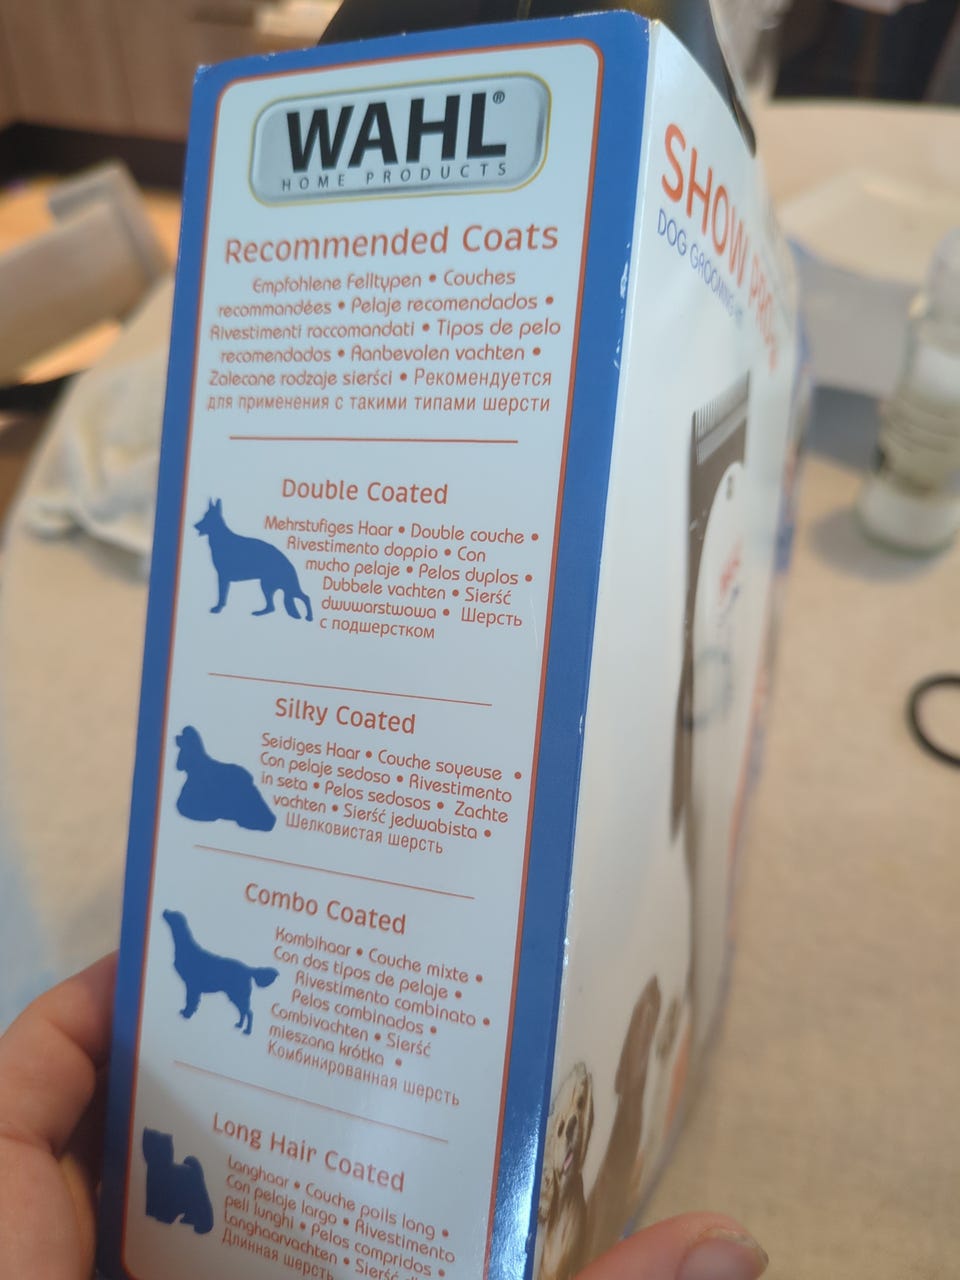 WAHL®
HOME PRODUCTS
Recommended Coats
Empfohlene Felltypen • Couches
recommandées • Pelaje recomendados •
Rivestimenti raccomandati • Tipos de pelo
recomendados • Aanbevolen vachten •
Zalecane rodzaje sierści • Рекомендуется
для применения с такими типами шерсти
Double Coated
Mehrstufiges Haar • Double couche •
Rivestimento doppio • Con
mucho pelaje • Pelos duplos •
Dubbele vachten • Sierść
dwuwarstwowa • Шерсть
с подшерстком
Silky Coated
Seidiges Haar • Couche soyeuse •
Con pelaje sedoso • Rivestimento
in seta • Pelos sedosos • Zachte
vachten • Sierść jedwabista •
Шелковистая шерсть
Combo Coated
Kombihaar • Couche mixte •
Con dos tipos de pelaje •
Rivestimento combinato •
Pelos combinados •
Combivachten • Sierść
mieszana krótka •
Комбинированная шерсть
Long Hair Coated
Langhaar • Couche poils long •
Con pelaje largo • Rivestimento
peli lunghi • Pelos compridos •
Langhaarvachten • Sierść
Длинная шерсть
SHOW PRO
DOG GROOMING KIT